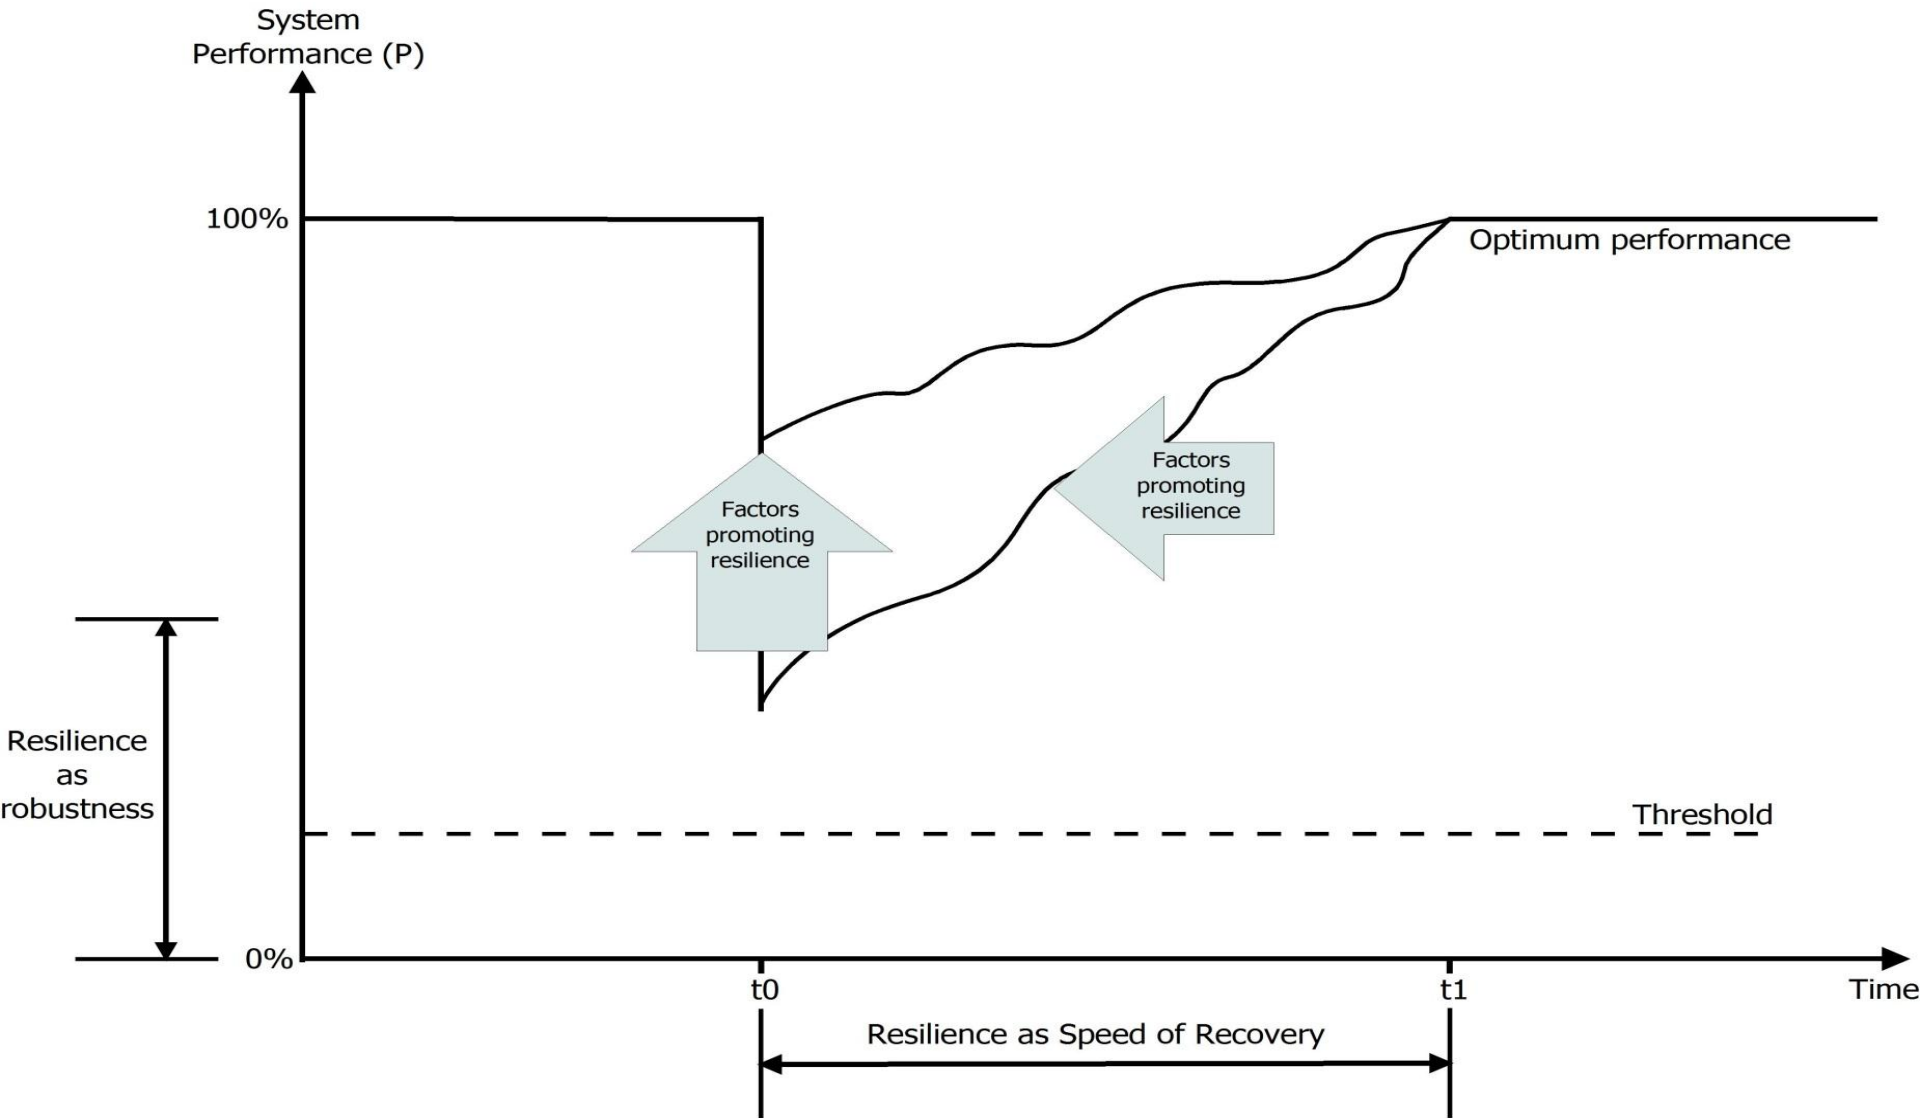 System
Performance (P)
100%
Optimum performance
Factors
promoting
resilience
Factors
promoting
resilience
Resilience
as
robustness
Threshold
0%
t0
t1
Time
Resilience as Speed of Recovery